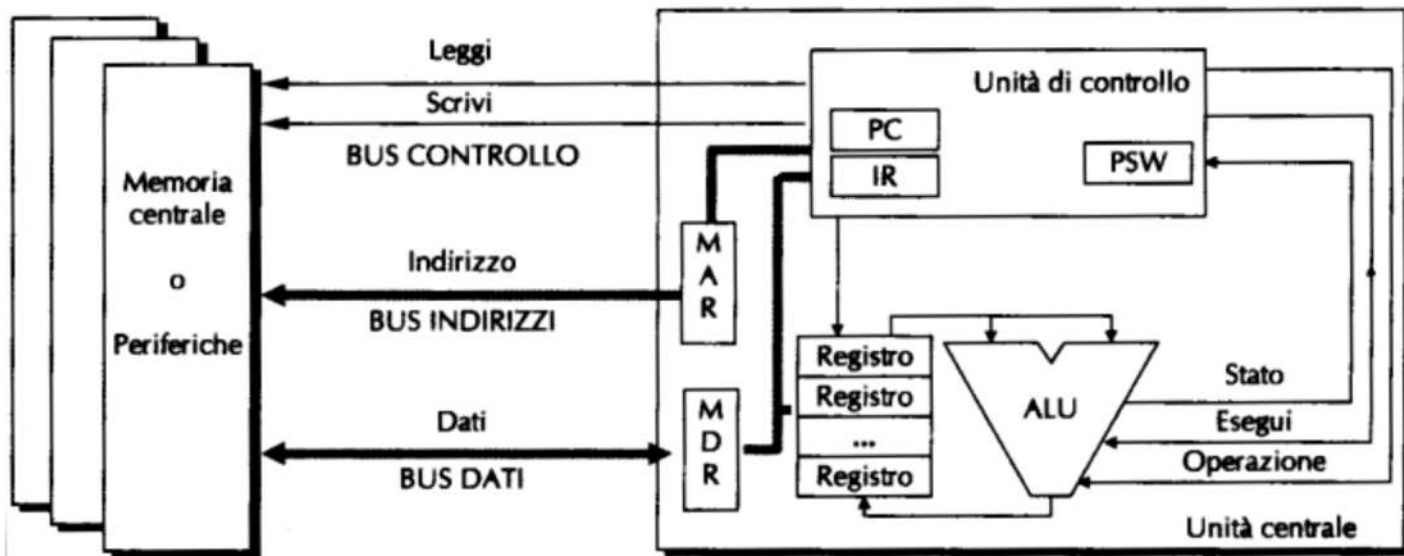 Leggi
Scrivi
BUS CONTROLLO
Memoria
centrale
o
Periferiche
Indirizzo
BUS INDIRIZZI
Dati
BUS DATI
M
A
R
M
D
R
Unità di controllo
PC
IR
PSW
Registro
Registro
...
Registro
ALU
Stato
Esegui
Operazione
Unità centrale